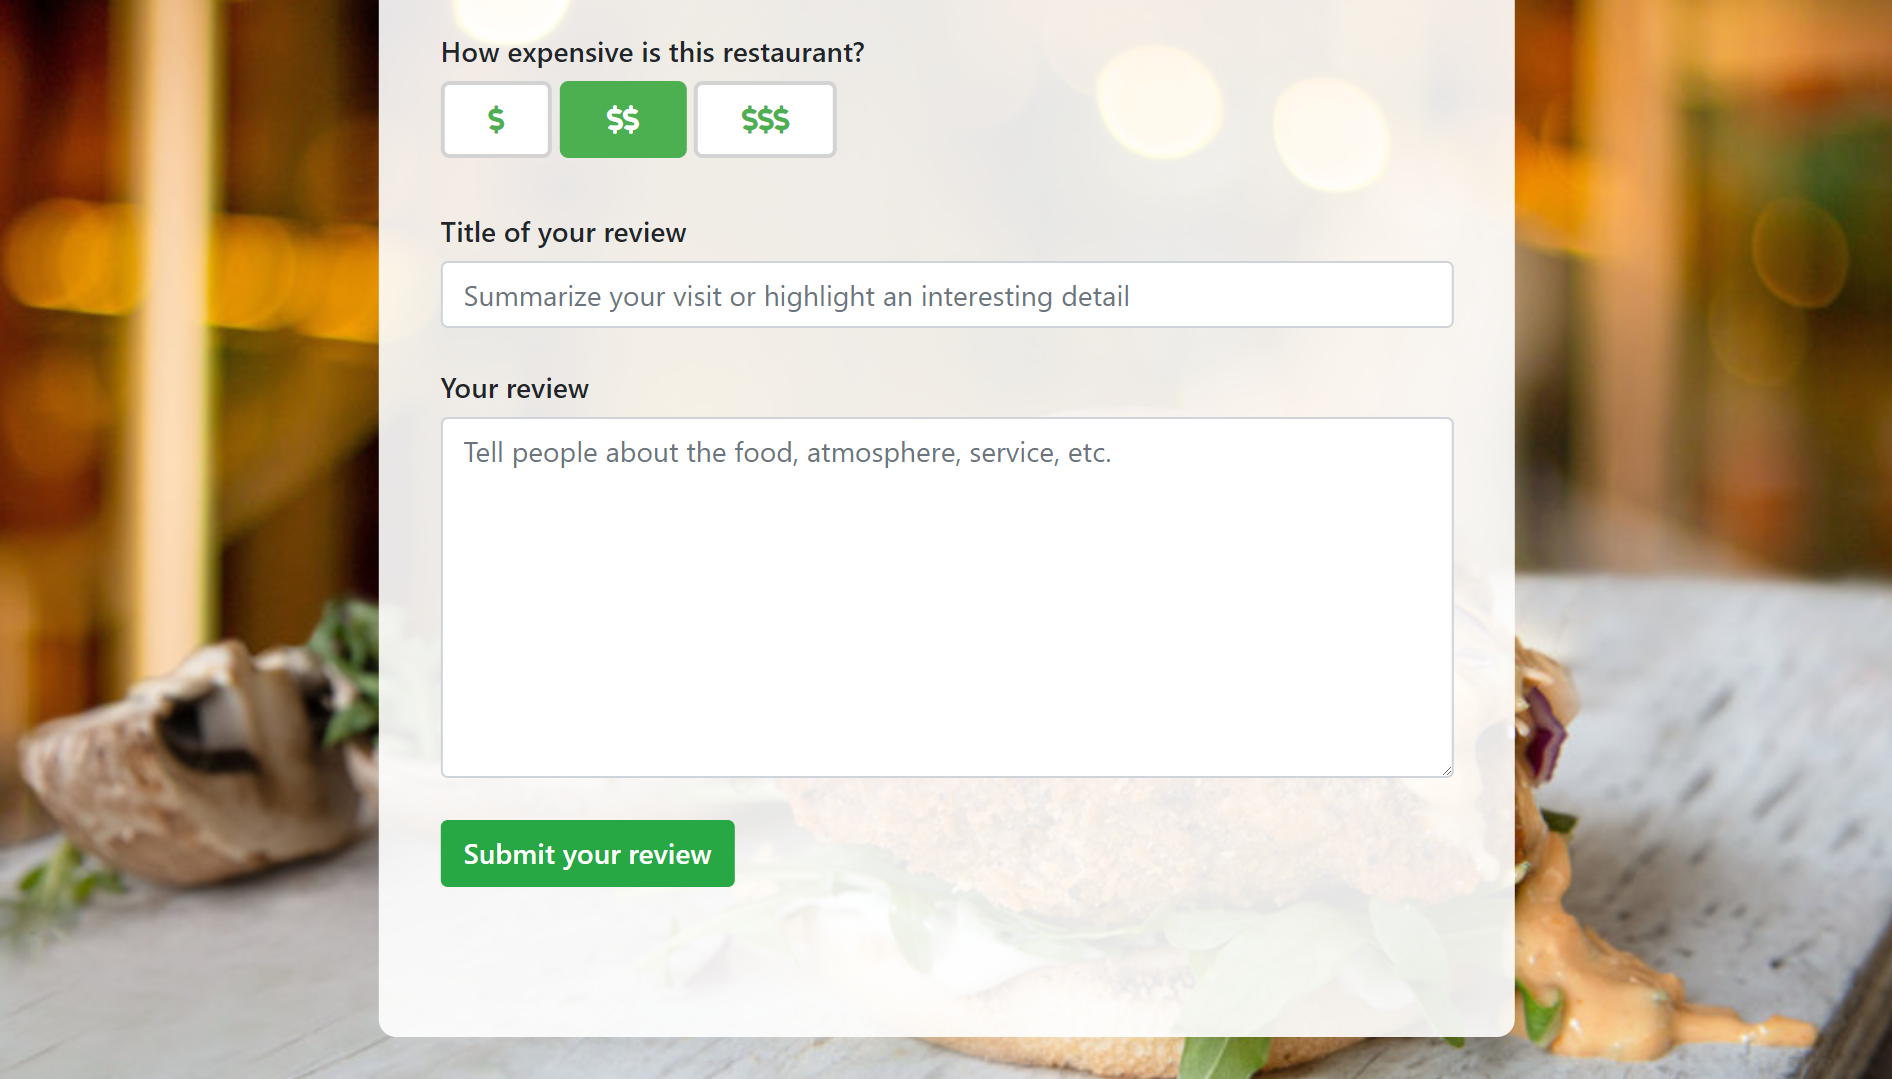 How expensive is this restaurant?
$ $$ $$$
Title of your review
Summarize your visit or highlight an interesting detail
Your review
Tell people about the food, atmosphere, service, etc.
Submit your review